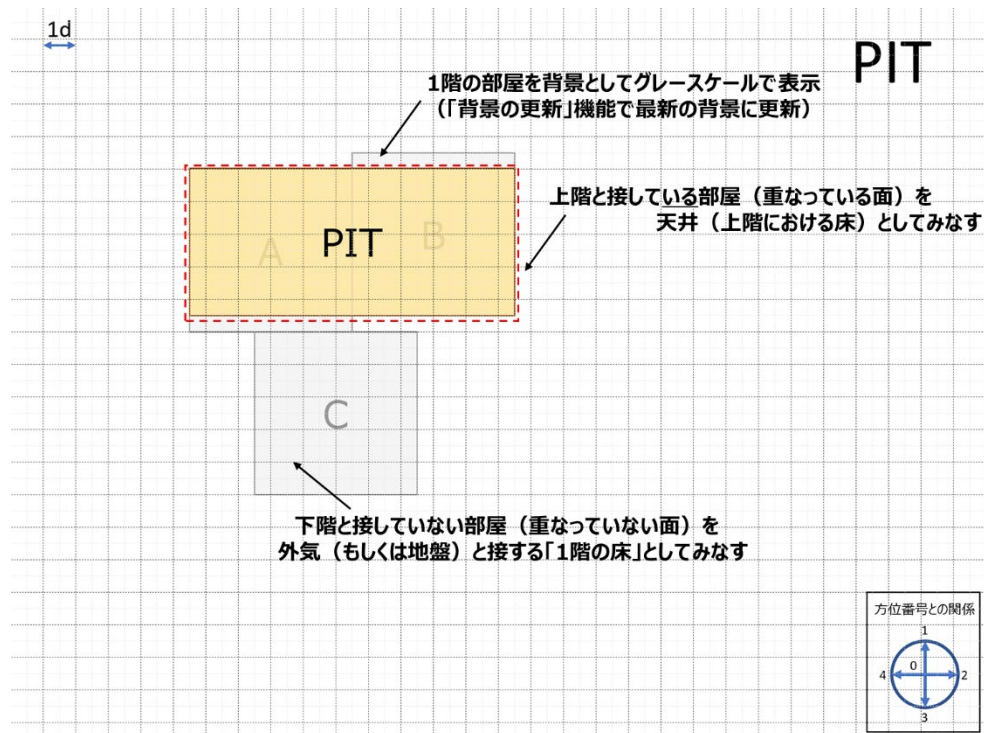 1d
PIT
1階の部屋を背景としてグレースケールで表示
（「背景の更新」機能で最新の背景に更新）
上階と接している部屋（重なっている面）を
天井（上階における床）としてみなす
A
PIT
B
C
下階と接していない部屋（重なっていない面）を
外気（もしくは地盤）と接する「1階の床」としてみなす
方位番号との関係
1
0
4
2
3